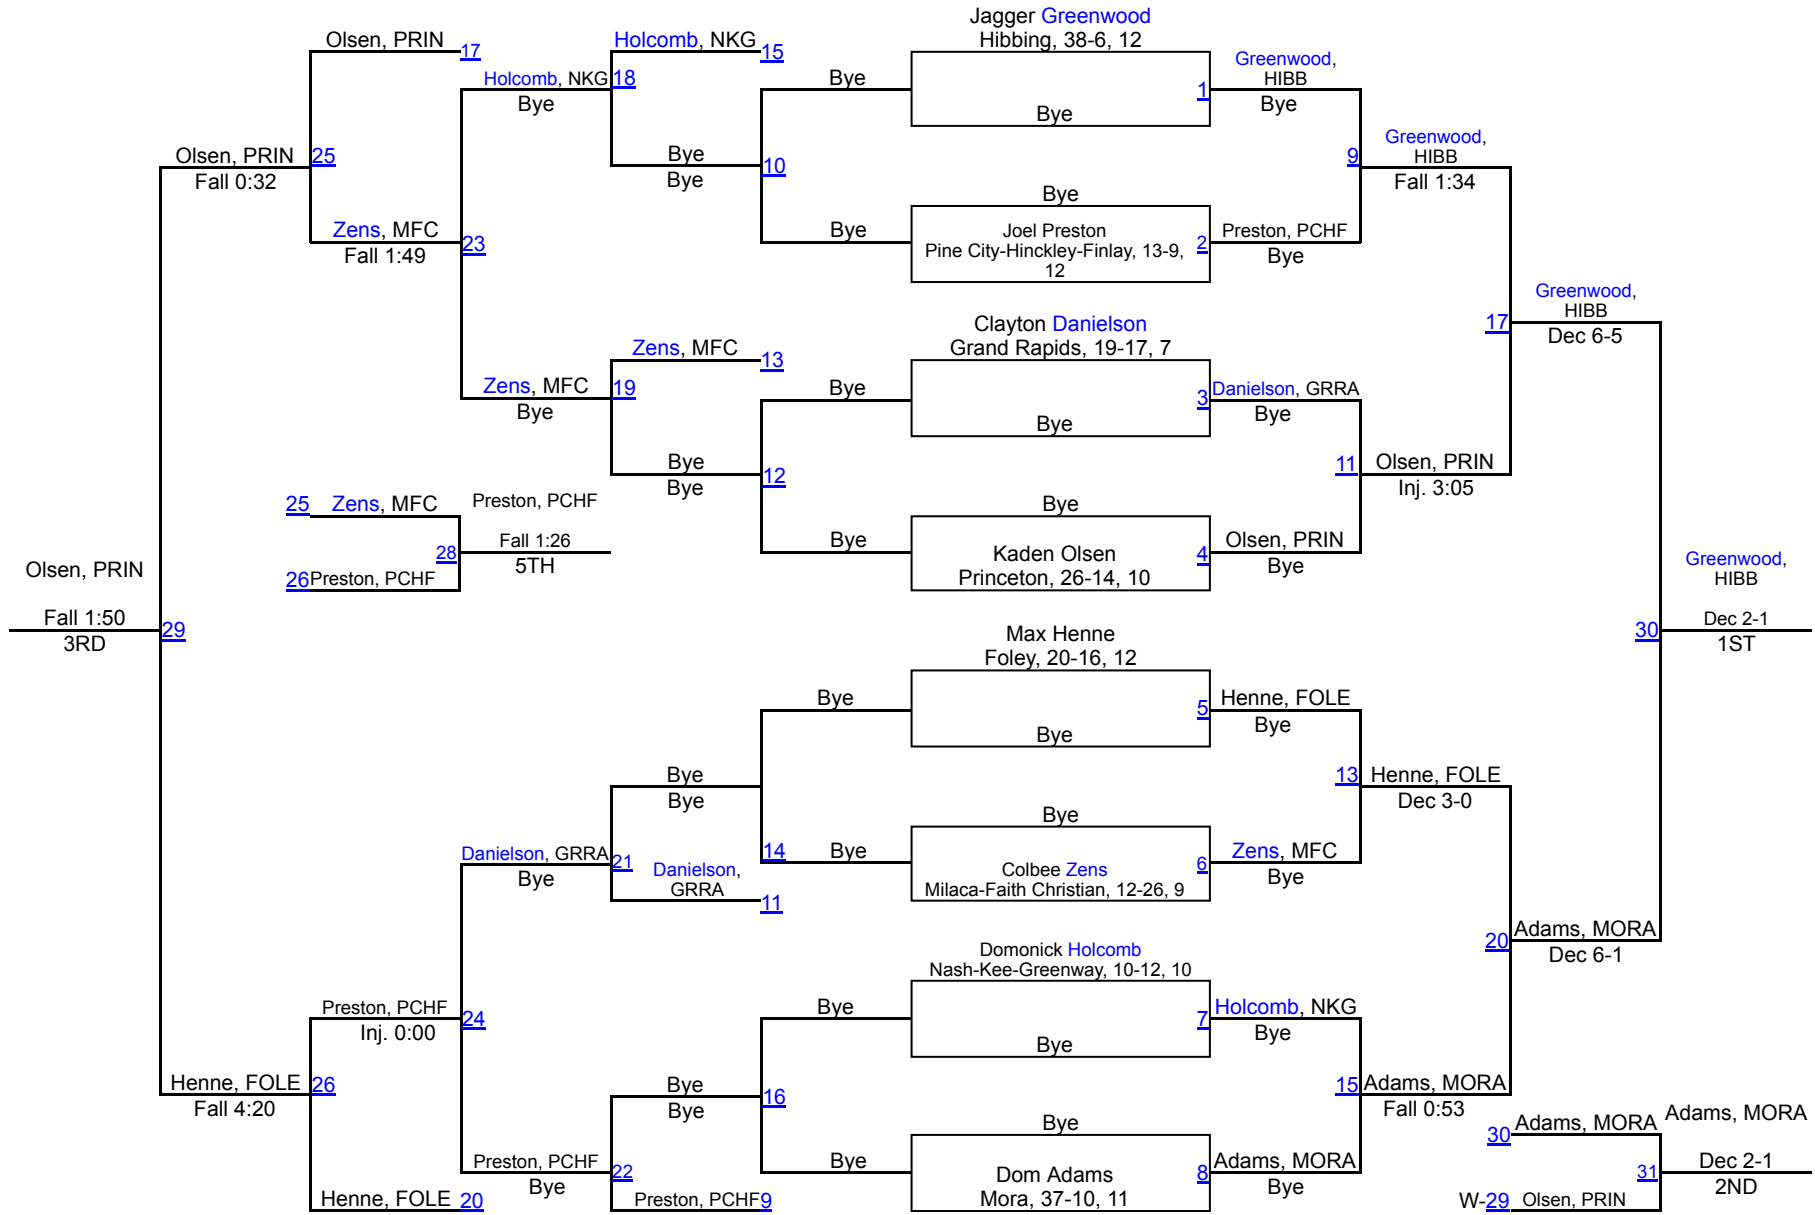 Jagger Greenwood
Hibbing, 38-6, 12
Bye
1
Greenwood,
HIBB
Bye
Bye
Joel Preston
Pine City-Hinckley-Finlay, 13-9,
12
2
Preston, PCHF
Bye
9
Greenwood,
HIBB
Fall 1:34
Clayton Danielson
Grand Rapids, 19-17, 7
Bye
3
Danielson, GRRA
Bye
Bye
Kaden Olsen
Princeton, 26-14, 10
4
Olsen, PRIN
Bye
11
Olsen, PRIN
Inj. 3:05
17
Greenwood,
HIBB
Dec 6-5
Max Henne
Foley, 20-16, 12
Bye
5
Henne, FOLE
Bye
Bye
Colbee Zens
Milaca-Faith Christian, 12-26, 9
6
Zens, MFC
Bye
13
Henne, FOLE
Dec 3-0
Domonick Holcomb
Nash-Kee-Greenway, 10-12, 10
Bye
7
Holcomb, NKG
Bye
Bye
Dom Adams
Mora, 37-10, 11
8
Adams, MORA
Bye
15
Adams, MORA
Fall 0:53
20
Adams, MORA
Dec 6-1
30
Greenwood,
HIBB
Dec 2-1
1ST
30
Adams, MORA
W-29
Olsen, PRIN
31
Adams, MORA
Dec 2-1
2ND
Bye
Bye
10
Bye
Bye
Holcomb, NKG
15
18
Holcomb, NKG
Bye
Bye
Bye
12
Bye
Bye
Zens, MFC
13
19
Zens, MFC
Bye
23
Zens, MFC
Fall 1:49
Olsen, PRIN
17
25
Olsen, PRIN
Fall 0:32
25
Zens, MFC
26
Preston, PCHF
28
Preston, PCHF
Fall 1:26
5TH
Bye
Bye
14
Bye
Bye
Danielson,
GRRA
11
21
Danielson, GRRA
Bye
Bye
Bye
16
Bye
Bye
Preston, PCHF
9
22
Preston, PCHF
Bye
24
Preston, PCHF
Inj. 0:00
Henne, FOLE
20
26
Henne, FOLE
Fall 4:20
29
Olsen, PRIN
Fall 1:50
3RD